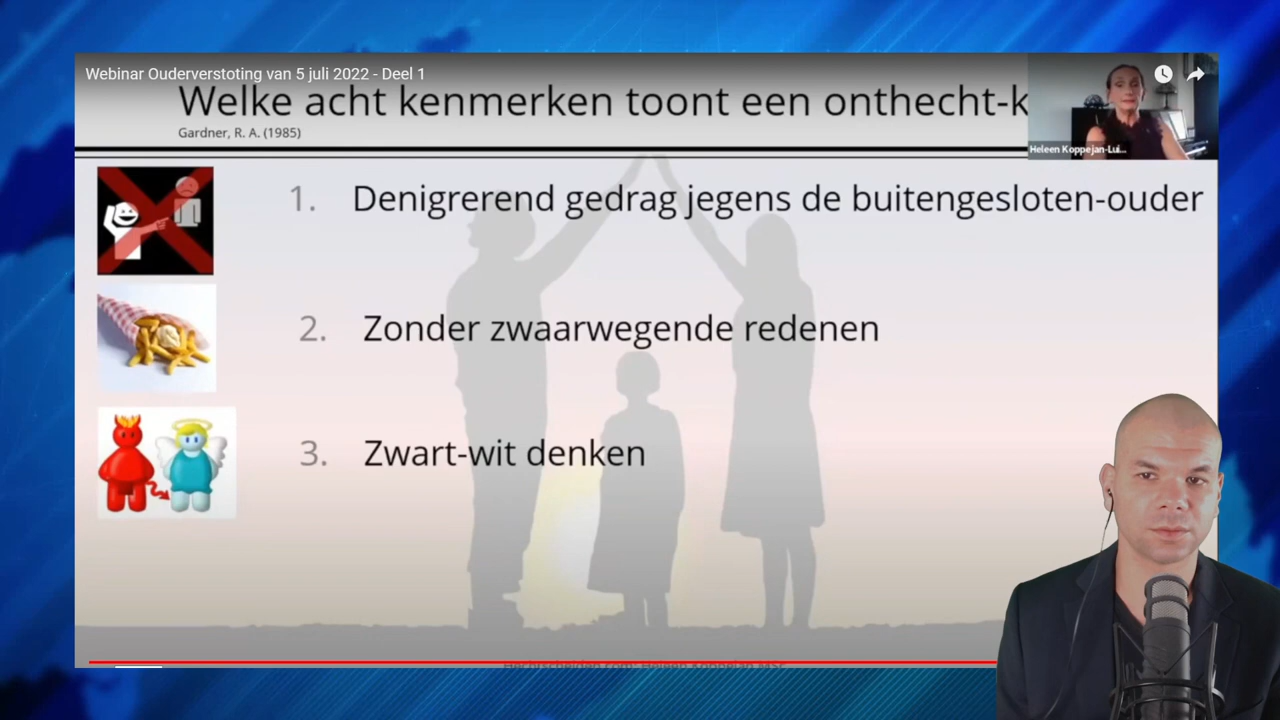 Webinar Ouderverstoting van 5 juli 2022 - Deel 1
Welke acht kenmerken toont een onthecht-k
Gardner, R. A. (1985)
Heleen Koppejan-Lui...
1. Denigrerend gedrag jegens de buitengesloten-ouder
2. Zonder zwaarwegende redenen
3. Zwart-wit denken